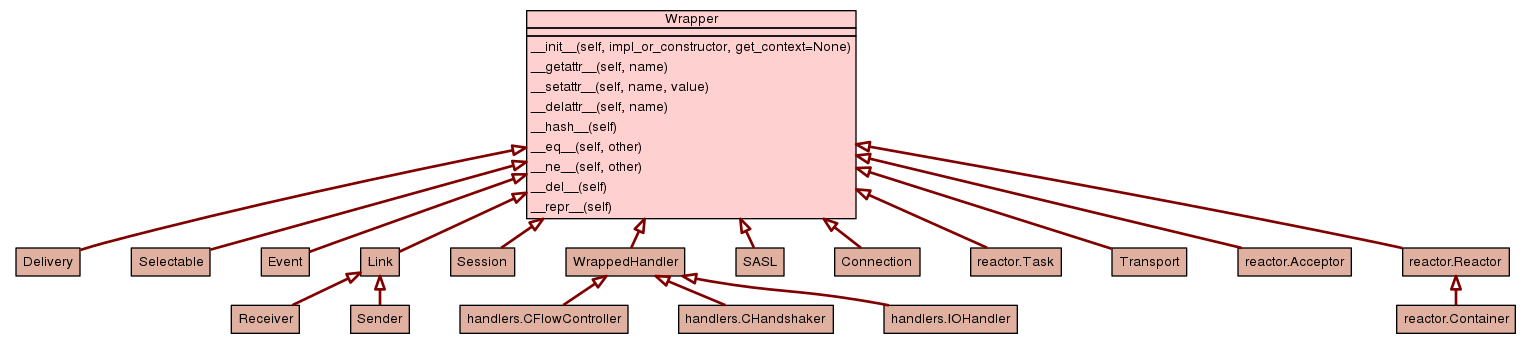 Wrapper
__init__(self, impl_or_constructor, get_context=None)
__getattr__(self, name)
__setattr__(self, name, value)
__delattr__(self, name)
__hash__(self)
__eq__(self, other)
__ne__(self, other)
__del__(self)
__repr__(self)
Delivery
Selectable
Event
Link
Session
WrappedHandler
SASL
Connection
reactor.Task
Transport
reactor.Acceptor
reactor.Reactor
Receiver
Sender
handlers.CFlowController
handlers.CHandshaker
handlers.IOHandler
reactor.Container